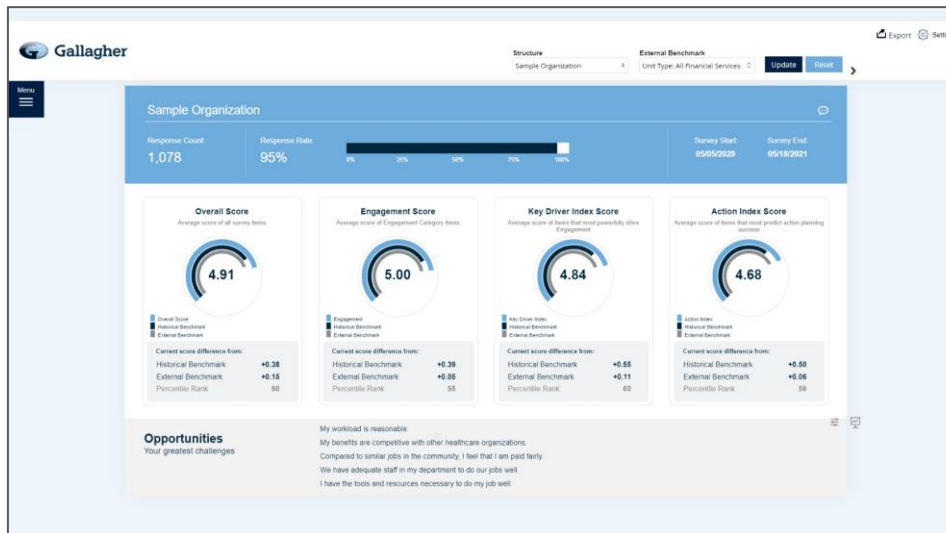 Export Setti
Gallagher
Structure External Benchmark
Sample Organization Unit Type: All Financial Services Update Reset
Menu
Sample Organization
Response Count: Response Rate: Survey Start: Survey End:
1,078 95% 05/05/2020 05/18/2021
0% 25% 50% 75% 100%
Overall Score
Average score of all survey items
4.91
Overall Score
Historical Benchmark
External Benchmark
Current score difference from:
Historical Benchmark +0.38
External Benchmark +0.15
Percentile Rank 60
Engagement Score
Average score of Engagement Category items
5.00
Engagement
Historical Benchmark
External Benchmark
Current score difference from:
Historical Benchmark +0.39
External Benchmark +0.05
Percentile Rank 55
Key Driver Index Score
Average score of items that most powerfully drive
Engagement
4.84
Key Driver Index
Historical Benchmark
External Benchmark
Current score difference from:
Historical Benchmark +0.55
External Benchmark +0.11
Percentile Rank 60
Action Index Score
Average score of items that most predict action planning
success
4.68
Action Index
Historical Benchmark
External Benchmark
Current score difference from:
Historical Benchmark +0.50
External Benchmark +0.06
Percentile Rank 56
Opportunities
Your greatest challenges
My workload is reasonable.
My benefits are competitive with other healthcare organizations.
Compared to similar jobs in the community, I feel that I am paid fairly.
We have adequate staff in my department to do our jobs well.
I have the tools and resources necessary to do my job well.